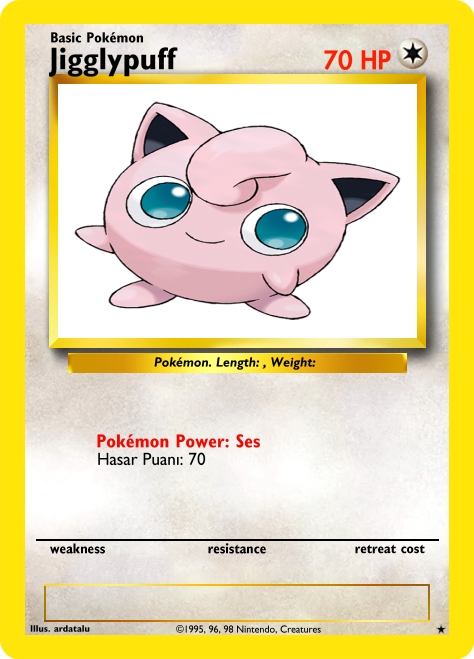 Basic Pokémon
Jigglypuff 70 HP
Pokémon. Length: , Weight:
Pokémon Power: Ses
Hasar Puanı: 70
weakness resistance retreat cost
Illus. ardatalu ©1995, 96, 98 Nintendo, Creatures